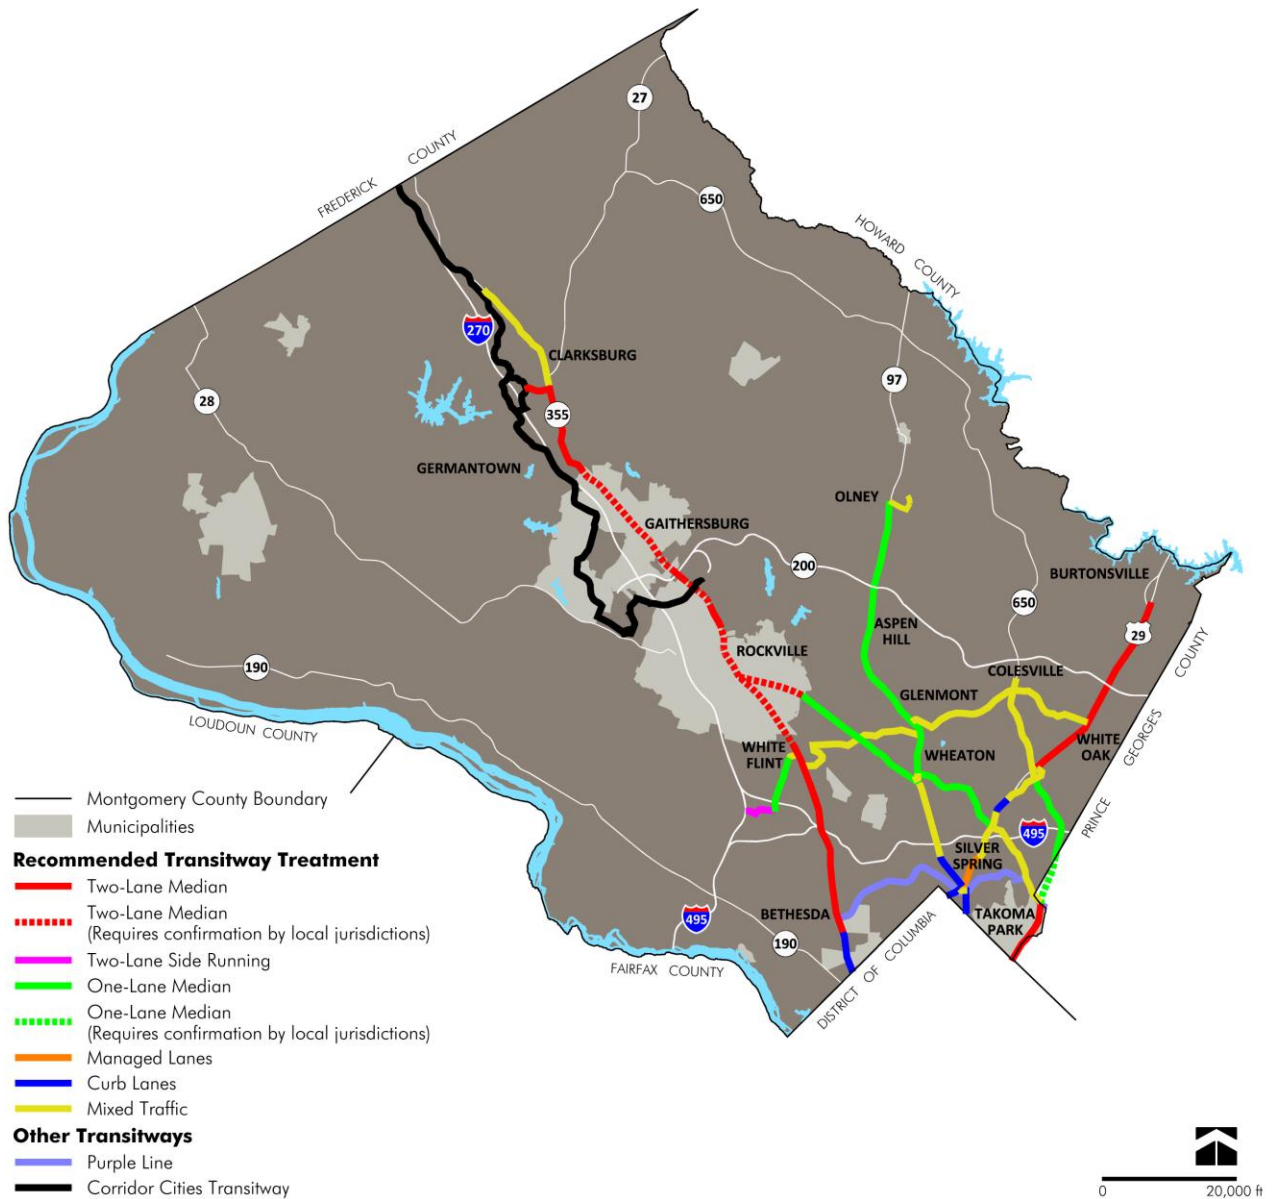 27
FREDERICK COUNTY
650
HOWARD COUNTY
270
CLARKSBURG
97
28
355
GERMANTOWN
OLNEY
GAITHERSBURG
200
BURTONSVILLE
650
29
ASPEN
HILL
ROCKVILLE
190
COLESVILLE
GLENMONT
LOUDOUN COUNTY
WHITE
FLINT
WHEATON
WHITE
OAK
PRINCE GEORGE'S COUNTY
495
SILVER
SPRING
BETHESDA
TAKOMA
PARK
495
190
FAIRFAX COUNTY
DISTRICT OF COLUMBIA
Montgomery County Boundary
Municipalities
Recommended Transitway Treatment
Two-Lane Median
Two-Lane Median
(Requires confirmation by local jurisdictions)
Two-Lane Side Running
One-Lane Median
One-Lane Median
(Requires confirmation by local jurisdictions)
Managed Lanes
Curb Lanes
Mixed Traffic
Other Transitways
Purple Line
Corridor Cities Transitway
0 20,000 ft